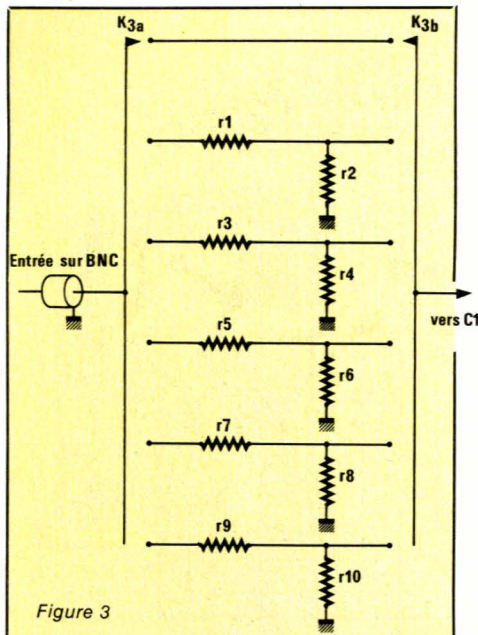 K3a
K3b
r1
r2
r3
r4
Entrée sur BNC
vers C1
r5
r6
r7
r8
r9
r10
Figure 3